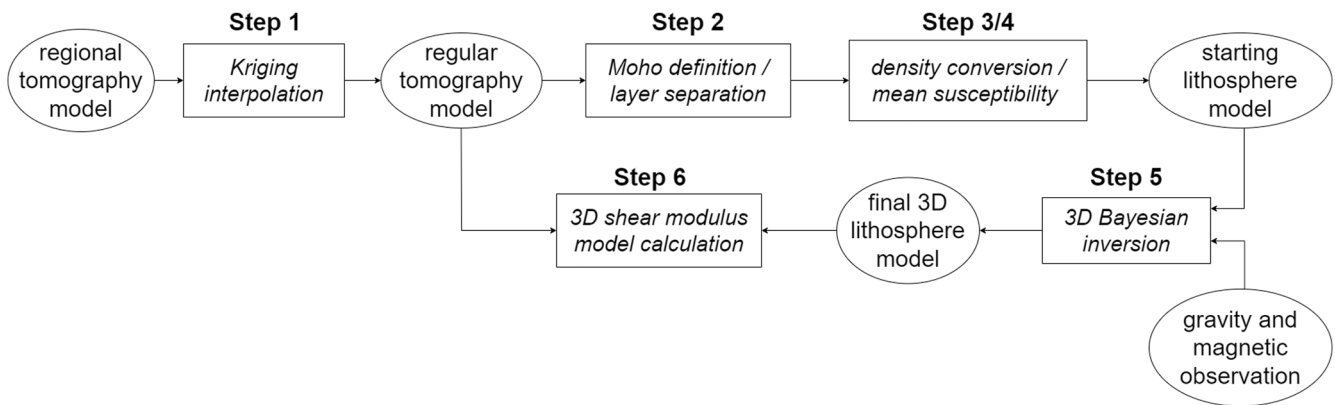 Step 1
Step 2
Step 3/4
regional
tomography
model
Kriging
interpolation
regular
tomography
model
Moho definition /
layer separation
density conversion /
mean susceptibility
starting
lithosphere
model
Step 6
Step 5
3D shear modulus
model calculation
final 3D
lithosphere
model
3D Bayesian
inversion
gravity and
magnetic
observation